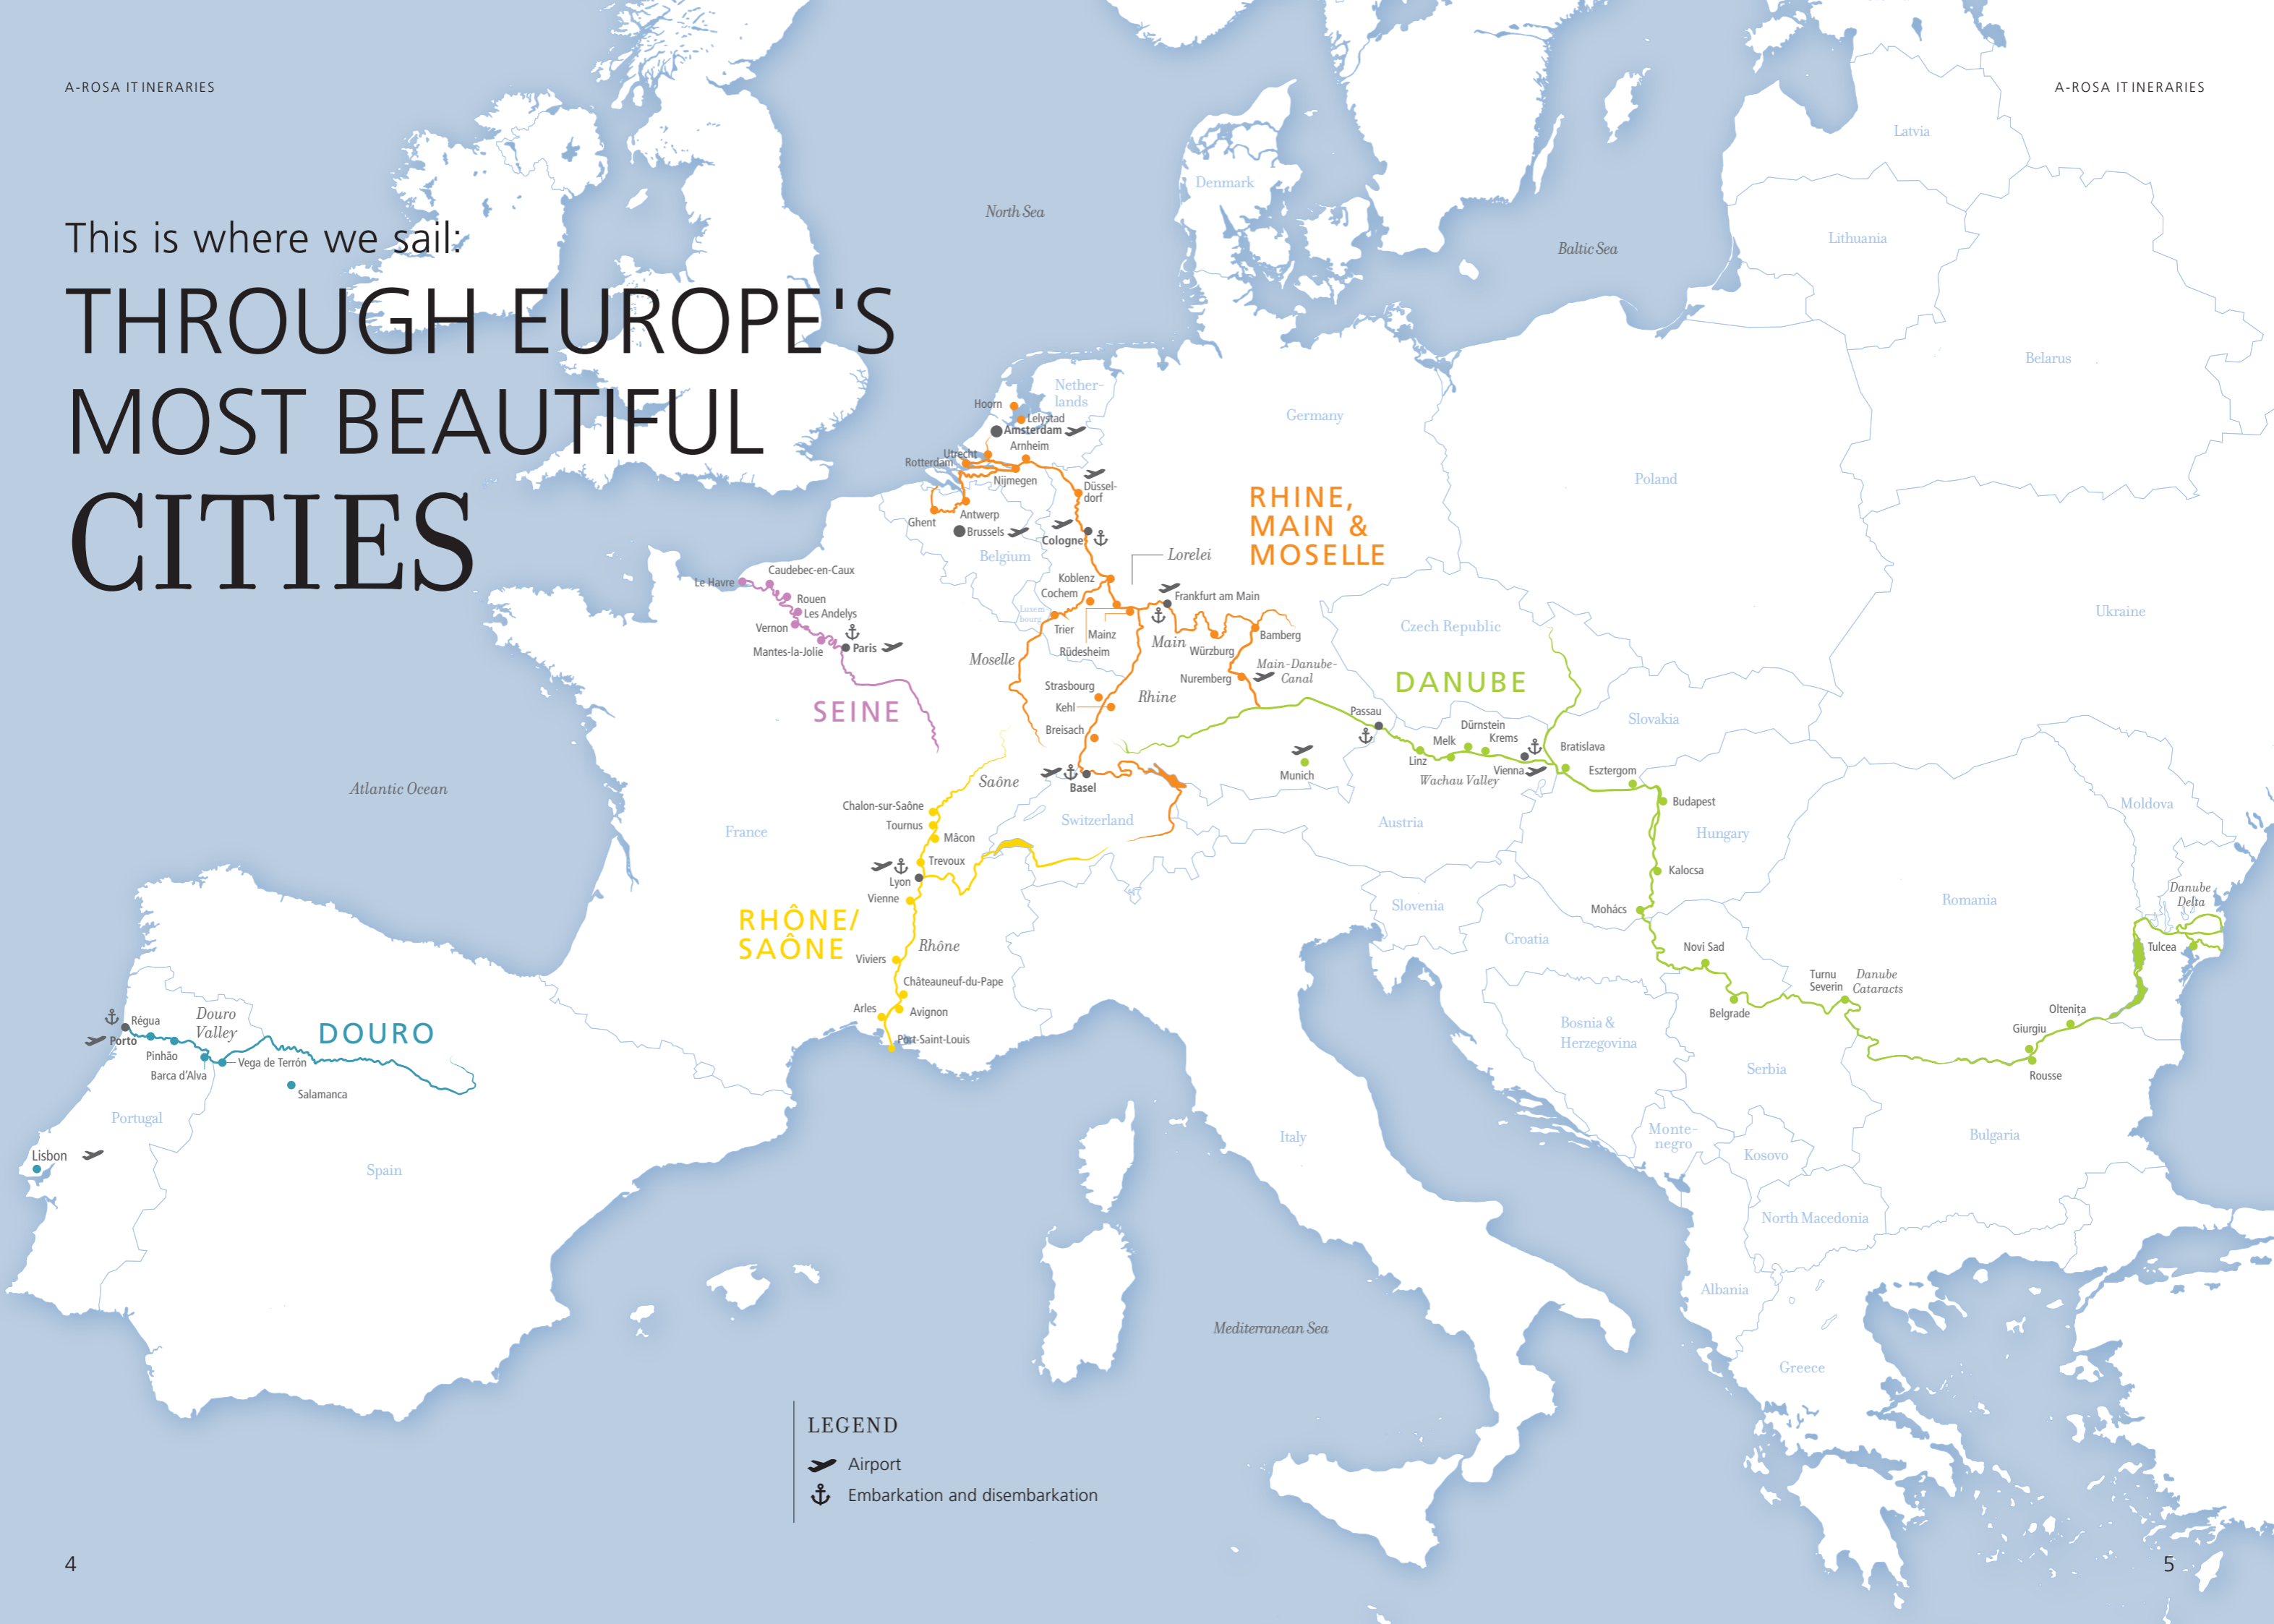 A-ROSA ITINERARIES
A-ROSA ITINERARIES
This is where we sail:
THROUGH EUROPE'S
MOST BEAUTIFUL
CITIES
North Sea
Baltic Sea
Atlantic Ocean
Mediterranean Sea
Denmark
Latvia
Lithuania
Belarus
Nether-
lands
Germany
Poland
Ukraine
Belgium
Luxem
bourg
Czech Republic
Slovakia
France
Switzerland
Austria
Hungary
Moldova
Slovenia
Croatia
Romania
Bosnia &
Herzegovina
Serbia
Monte-
negro
Kosovo
Bulgaria
North Macedonia
Albania
Greece
Italy
Portugal
Spain
RHINE,
MAIN &
MOSELLE
Hoorn
Lelystad
Amsterdam
Arnheim
Utrecht
Rotterdam
Nijmegen
Düssel-
dorf
Antwerp
Ghent
Brussels
Cologne
Lorelei
Koblenz
Cochem
Frankfurt am Main
Trier
Mainz
Rüdesheim
Main
Würzburg
Bamberg
Moselle
Main-Danube-
Canal
Nuremberg
Strasbourg
Kehl
Rhine
Breisach
Basel
SEINE
Le Havre
Caudebec-en-Caux
Rouen
Les Andelys
Vernon
Mantes-la-Jolie
Paris
DANUBE
Passau
Munich
Linz
Melk
Dürnstein
Krems
Wachau Valley
Vienna
Bratislava
Esztergom
Budapest
Kalocsa
Mohács
Novi Sad
Belgrade
Turnu
Severin
Danube
Cataracts
Giurgiu
Oltenița
Rousse
Tulcea
Danube
Delta
RHÔNE/
SAÔNE
Saône
Chalon-sur-Saône
Tournus
Mâcon
Trevoux
Lyon
Vienne
Rhône
Viviers
Châteauneuf-du-Pape
Arles
Avignon
Port-Saint-Louis
DOURO
Douro
Valley
Régua
Porto
Pinhão
Barca d'Alva
Vega de Terrón
Salamanca
Lisbon
LEGEND
Airport
Embarkation and disembarkation
4
5